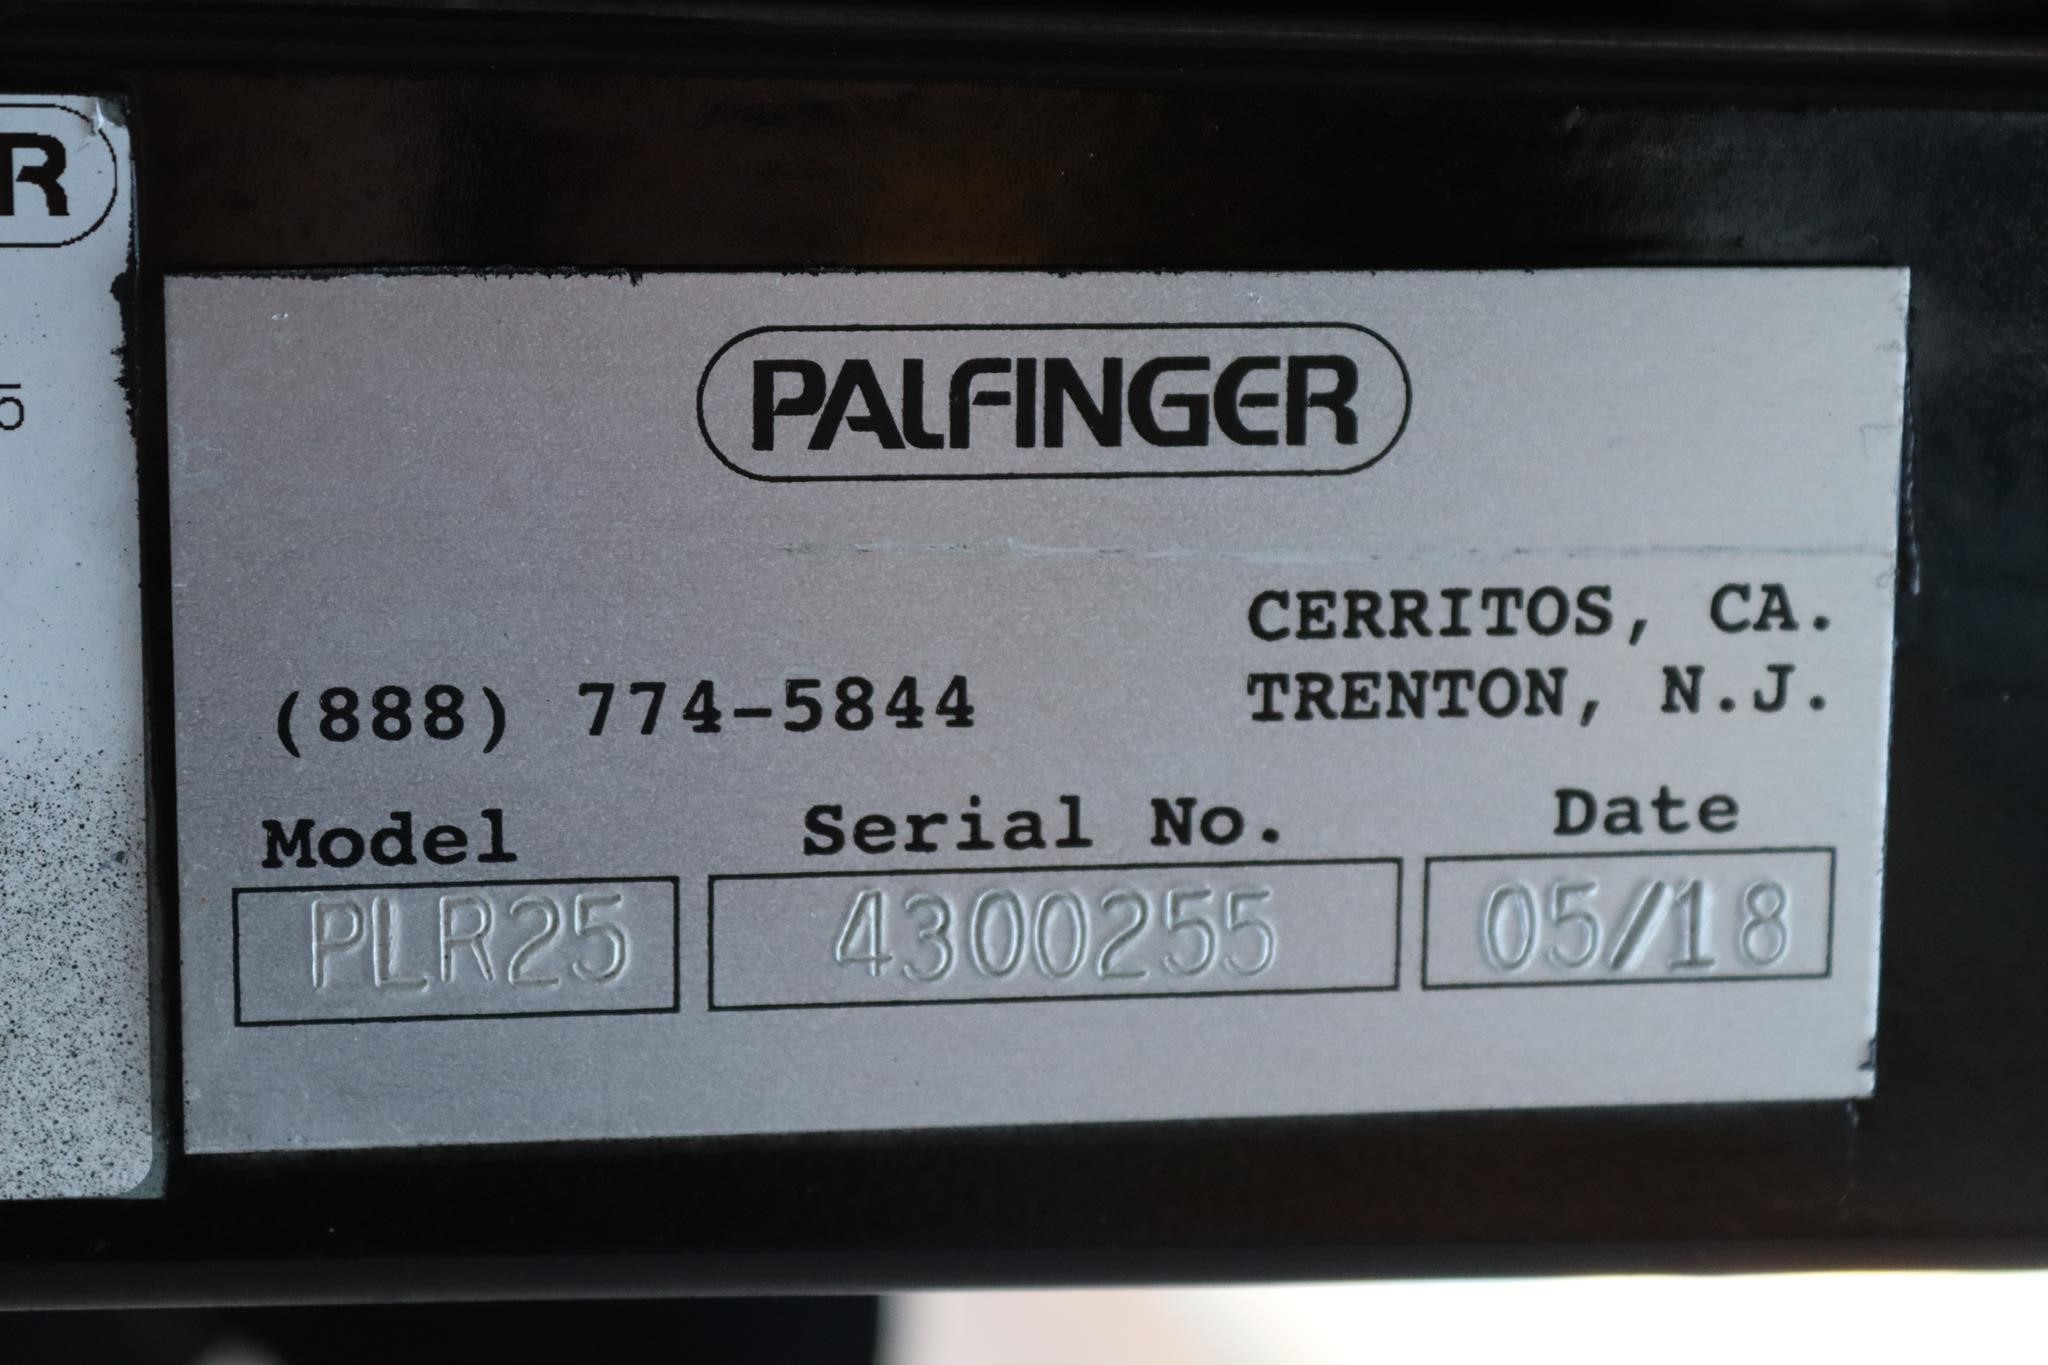 R
PALFINGER
CERRITOS, CA.
(888) 774-5844
TRENTON, N.J.
Model Serial No. Date
PLR25 4300255 05/18